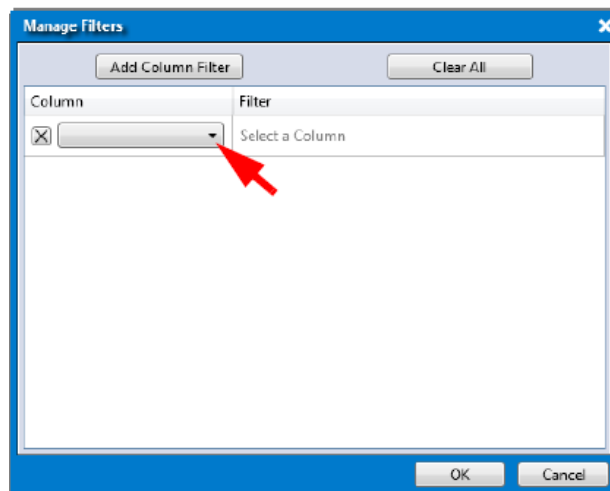 Manage Filters
Add Column Filter Clear All
Column Filter
Select a Column
OK Cancel